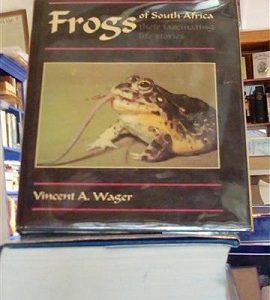 Frogs
of South Africa
their fascinating
life stories
Vincent A. Wager